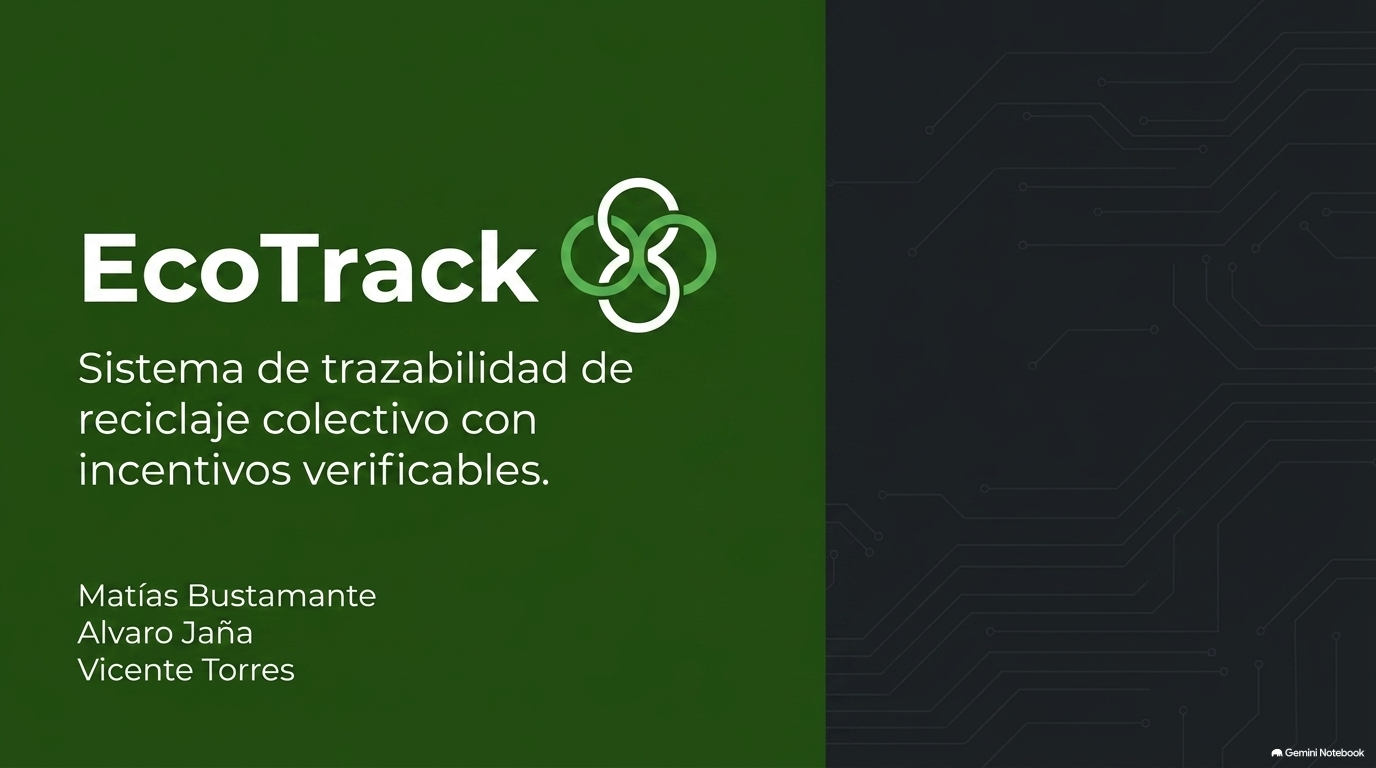 EcoTrack
Sistema de trazabilidad de
reciclaje colectivo con
incentivos verificables.
Matías Bustamante
Alvaro Jaña
Vicente Torres
Gemini Notebook